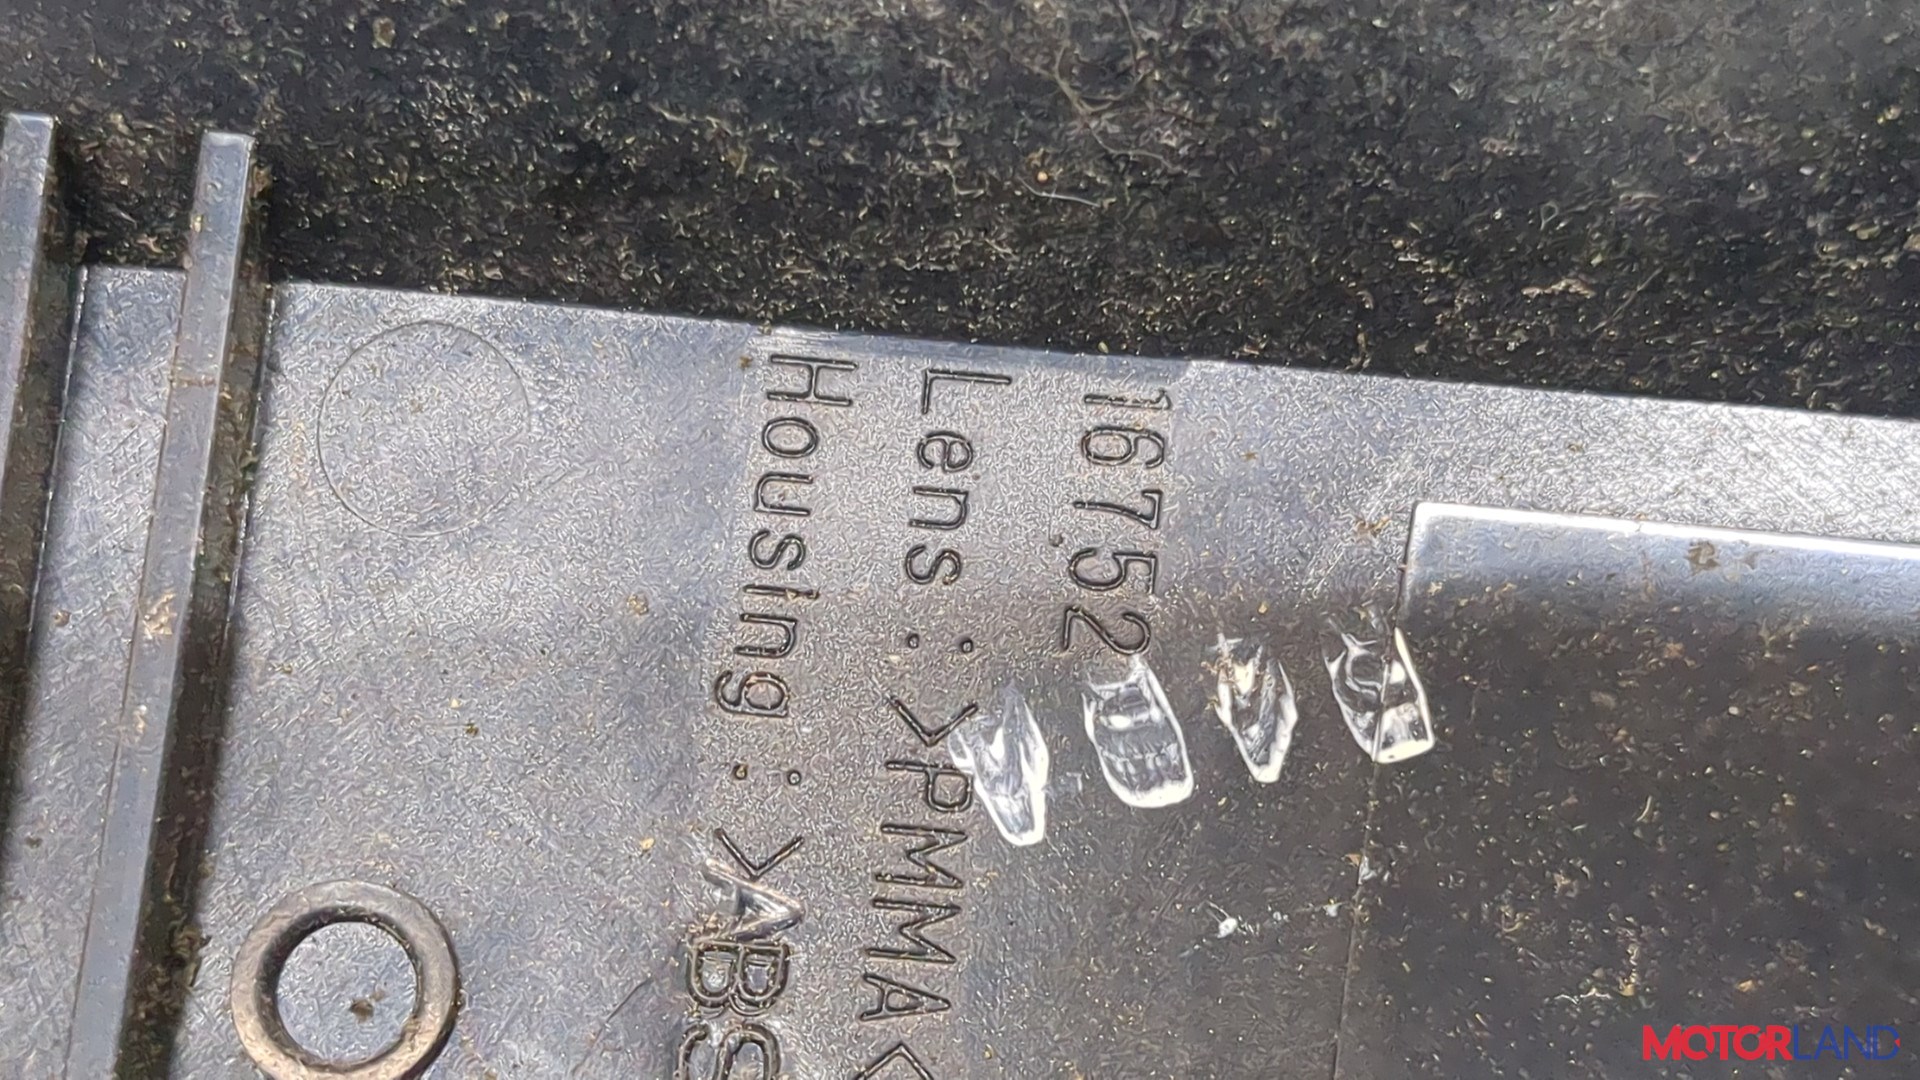 16752
Lens : >PMMA<
Housing : >ABS
MOTORLAND